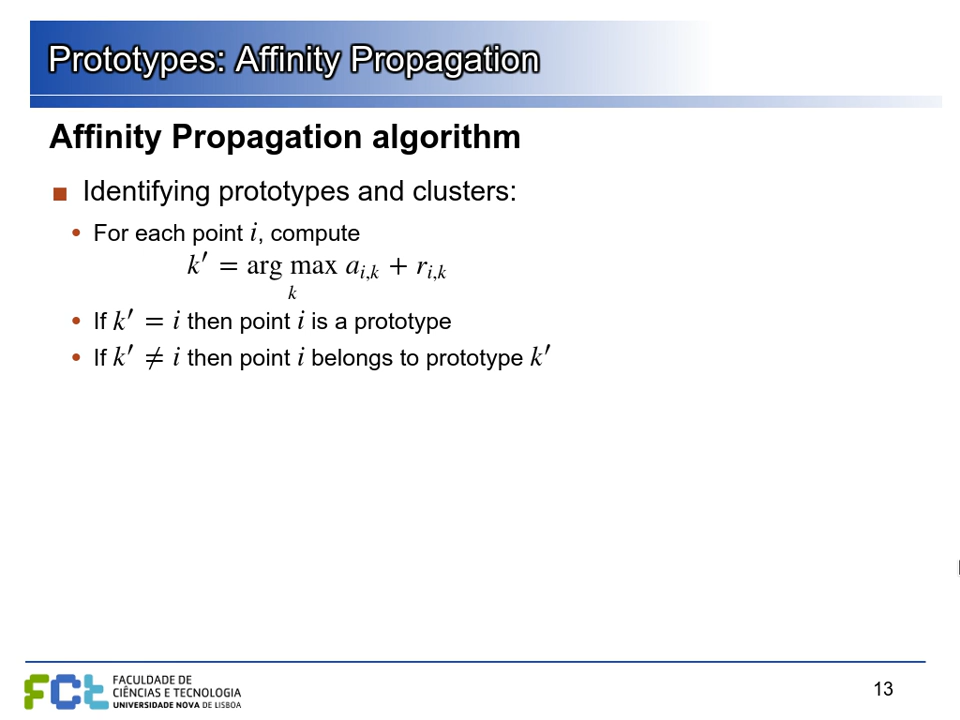 Prototypes: Affinity Propagation
Affinity Propagation algorithm
■ Identifying prototypes and clusters:
• For each point i, compute
k′ = arg max a_{i,k} + r_{i,k}
k
• If k′ = i then point i is a prototype
• If k′ ≠ i then point i belongs to prototype k′
FCt
FACULDADE DE
CIÊNCIAS E TECNOLOGIA
UNIVERSIDADE NOVA DE LISBOA
13